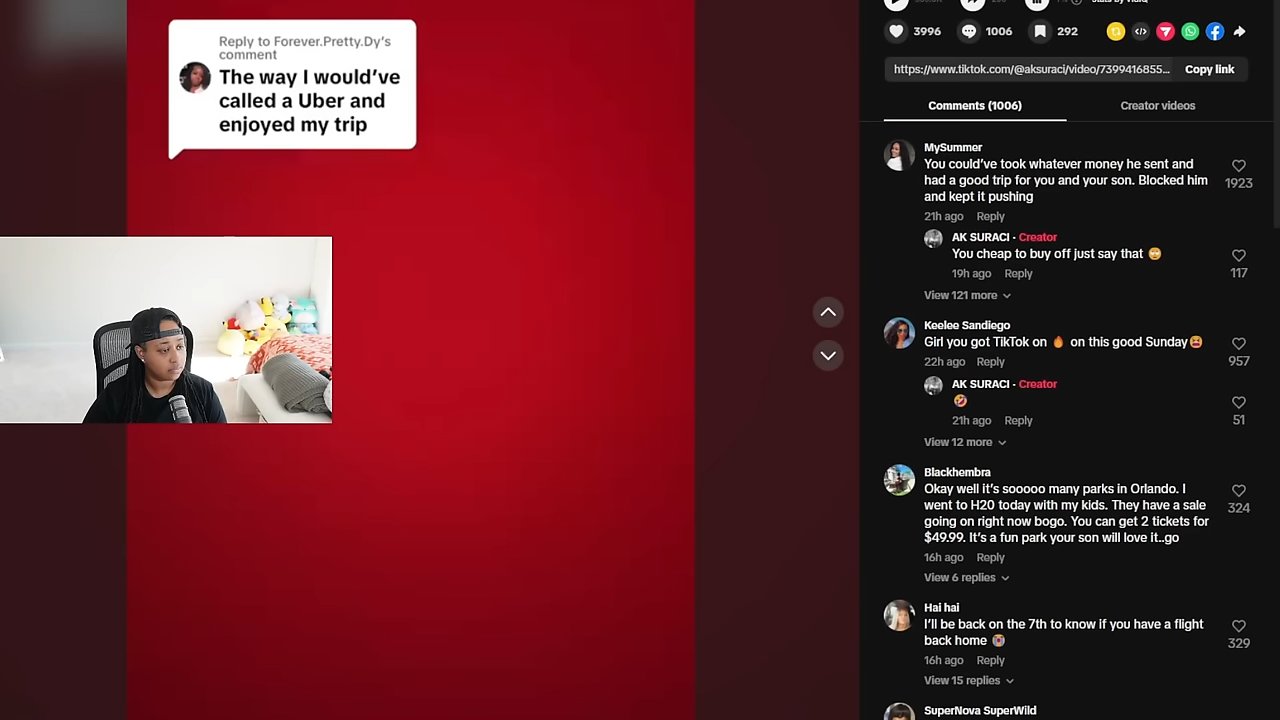 Reply to Forever.Pretty.Dy's
comment
The way I would've
called a Uber and
enjoyed my trip
3996
1006
292
https://www.tiktok.com/@aksuraci/video/7399416855...
Copy link
Comments (1006)
Creator videos
MySummer
You could've took whatever money he sent and
had a good trip for you and your son. Blocked him
and kept it pushing
1923
21h ago Reply
AK SURACI · Creator
You cheap to buy off just say that 🙄
117
19h ago Reply
View 121 more
Keelee Sandiego
Girl you got TikTok on 🔥 on this good Sunday😫
957
22h ago Reply
AK SURACI · Creator
🤣
51
21h ago Reply
View 12 more
Blackhembra
Okay well it's sooooo many parks in Orlando. I
went to H20 today with my kids. They have a sale
going on right now bogo. You can get 2 tickets for
$49.99. It's a fun park your son will love it..go
324
16h ago Reply
View 6 replies
Hai hai
I'll be back on the 7th to know if you have a flight
back home 😭
329
16h ago Reply
View 15 replies
SuperNova SuperWild